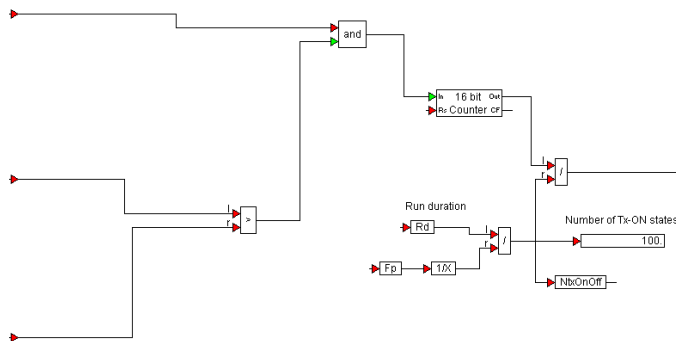 and
In 16 bit Out
Rs Counter CF
l
r /
l
r >
Run duration
Number of Tx-ON states
Rd
l
r /
100.
Fp
1/X
NtxOnOff